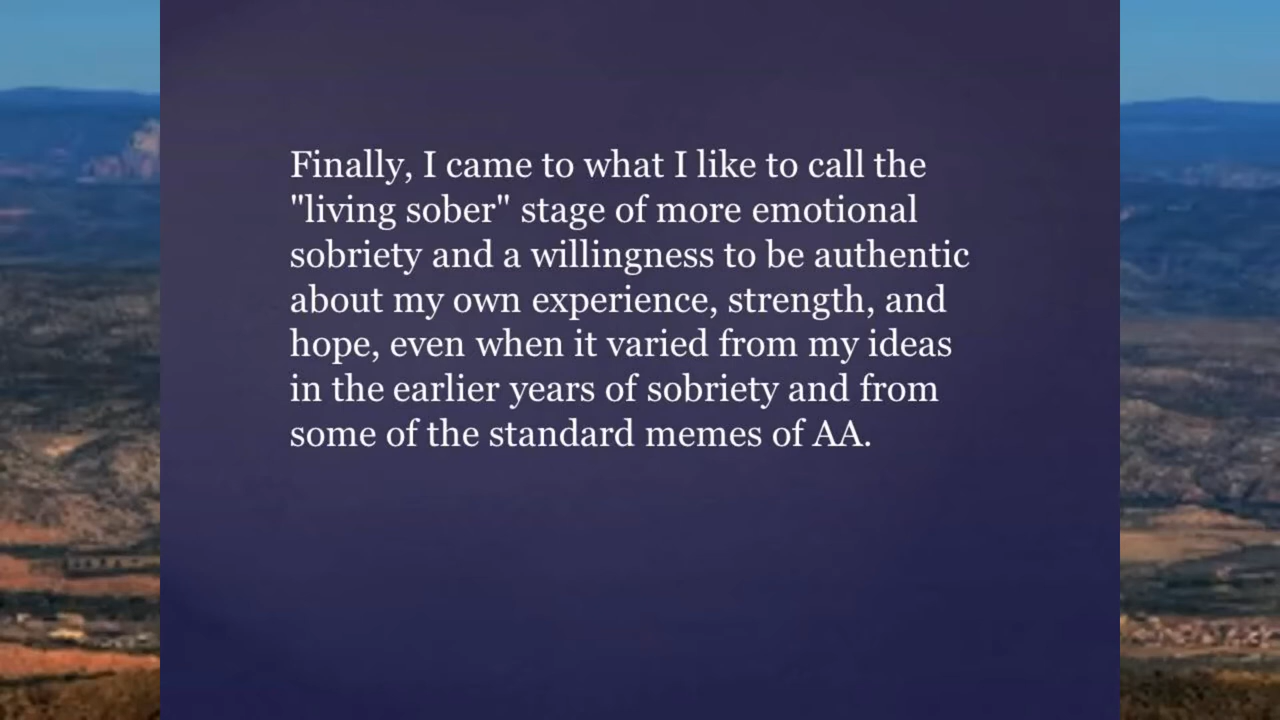 Finally, I came to what I like to call the
"living sober" stage of more emotional
sobriety and a willingness to be authentic
about my own experience, strength, and
hope, even when it varied from my ideas
in the earlier years of sobriety and from
some of the standard memes of AA.